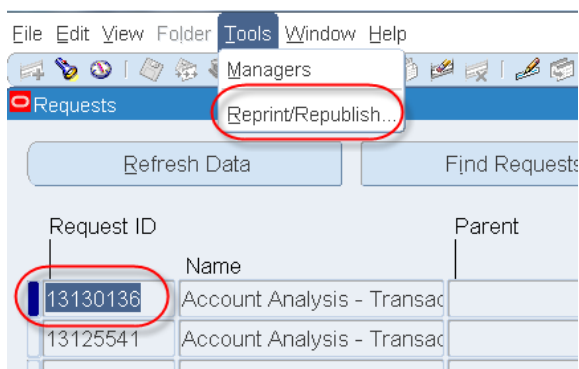 File Edit View Folder Tools Window Help
Managers
Reprint/Republish...
Requests
Refresh Data
Find Requests
Request ID
Parent
Name
13130136 Account Analysis - Transac
13125541 Account Analysis - Transac